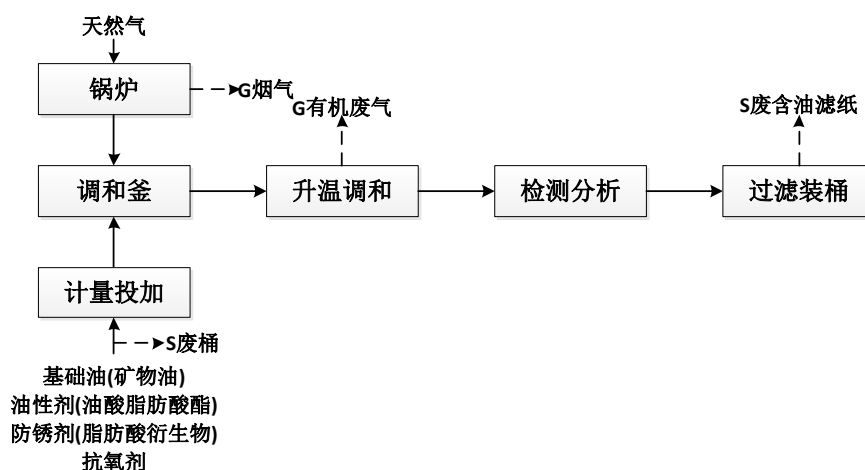 天然气
锅炉
G烟气
G有机废气
S废含油滤纸
调和釜
升温调和
检测分析
过滤装桶
计量投加
S废桶
基础油(矿物油)
油性剂(油酸脂肪酸酯)
防锈剂(脂肪酸衍生物)
抗氧剂